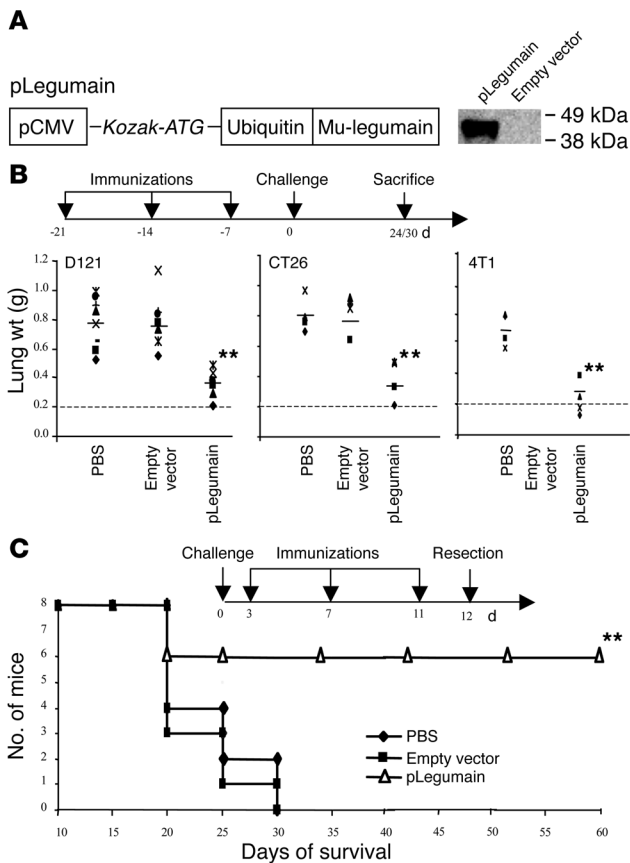 A
pLegumain
pCMV –Kozak-ATG– Ubiquitin Mu-legumain
pLegumain
Empty vector
– 49 kDa
– 38 kDa
B
Immunizations Challenge Sacrifice
-21 -14 -7 0 24/30 d
D121 CT26 4T1
Lung wt (g)
1.2
1.0
0.8
0.6
0.4
0.2
0.0
**
**
**
PBS
Empty vector
pLegumain
PBS
Empty vector
pLegumain
PBS
Empty vector
pLegumain
C
Challenge Immunizations Resection
0 3 7 11 12 d
No. of mice
8
6
4
3
2
1
0
**
PBS
Empty vector
pLegumain
10 15 20 25 30 35 40 45 50 55 60
Days of survival